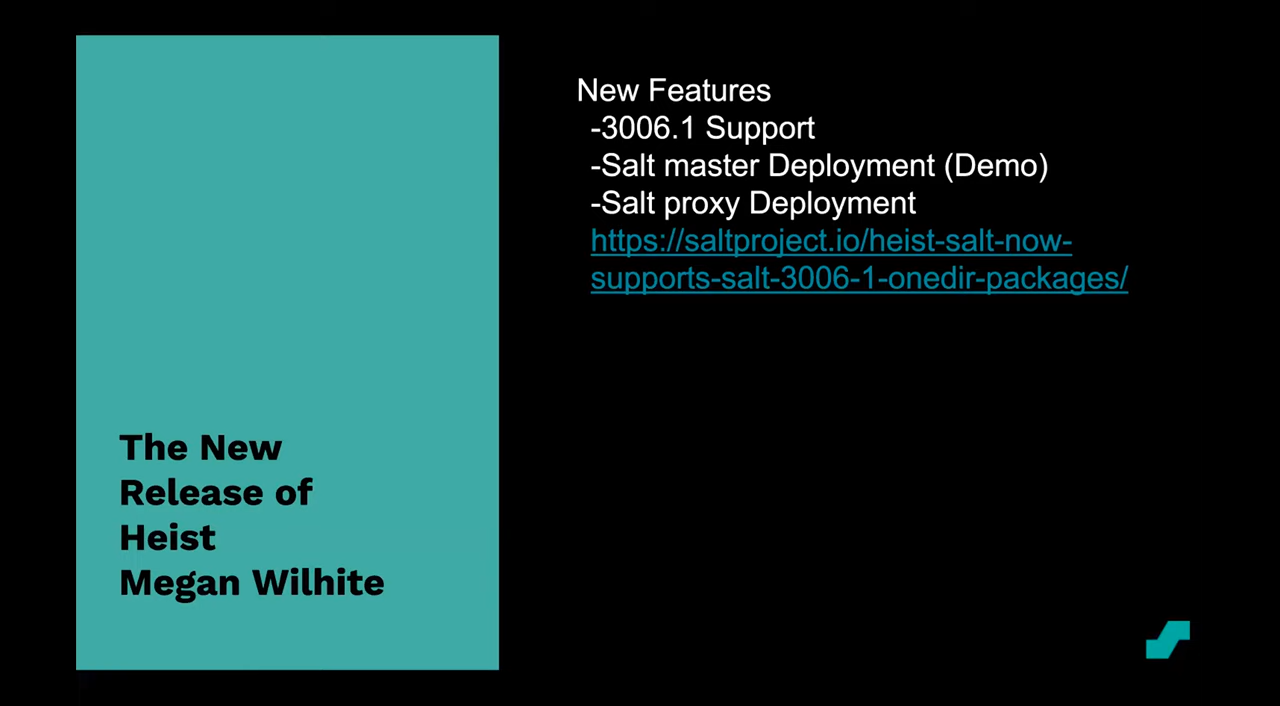 The New
Release of
Heist
Megan Wilhite
New Features
-3006.1 Support
-Salt master Deployment (Demo)
-Salt proxy Deployment
https://saltproject.io/heist-salt-now-
supports-salt-3006-1-onedir-packages/